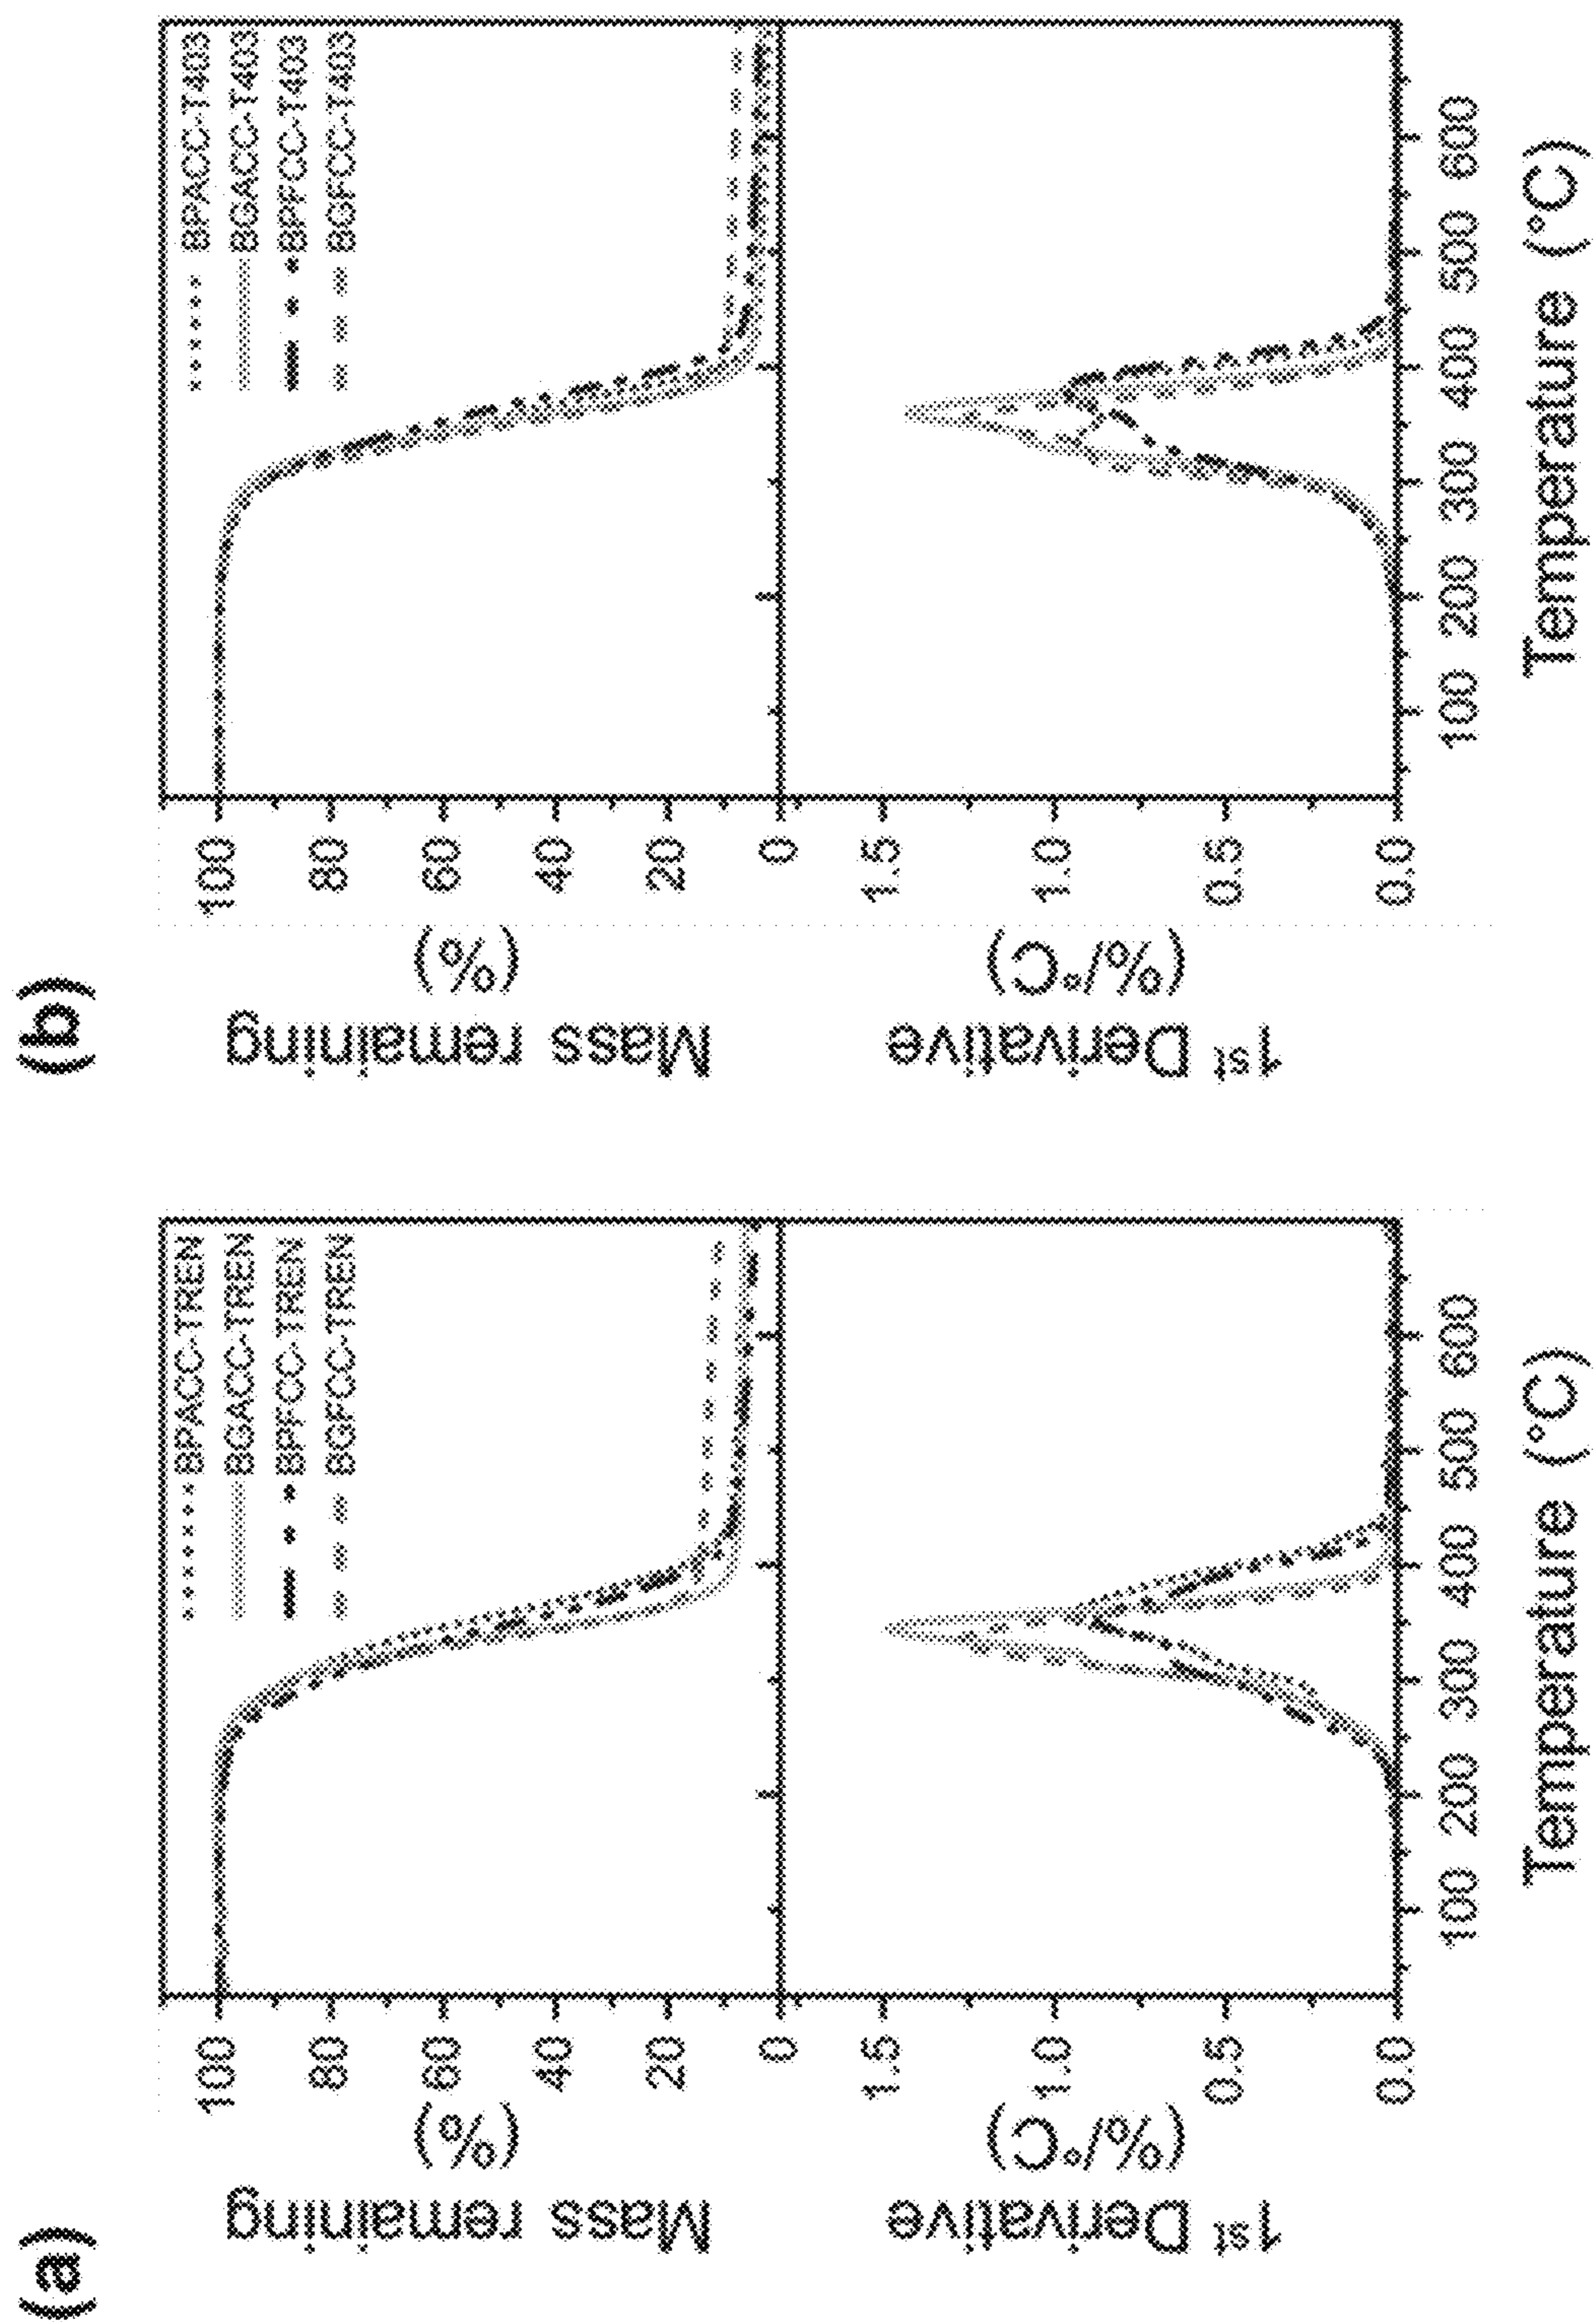 (a)
Mass remaining
(%)
100
80
60
40
20
0
BPACC-TREN
BGACC-TREN
BPFCC-TREN
BGFCC-TREN
1st Derivative
(%/°C)
1.5
1.0
0.5
0.0
100 200 300 400 500 600
Temperature (°C)
(b)
Mass remaining
(%)
100
80
60
40
20
0
BPACC-T403
BGACC-T403
BPFCC-T403
BGFCC-T403
1st Derivative
(%/°C)
1.5
1.0
0.5
0.0
100 200 300 400 500 600
Temperature (°C)